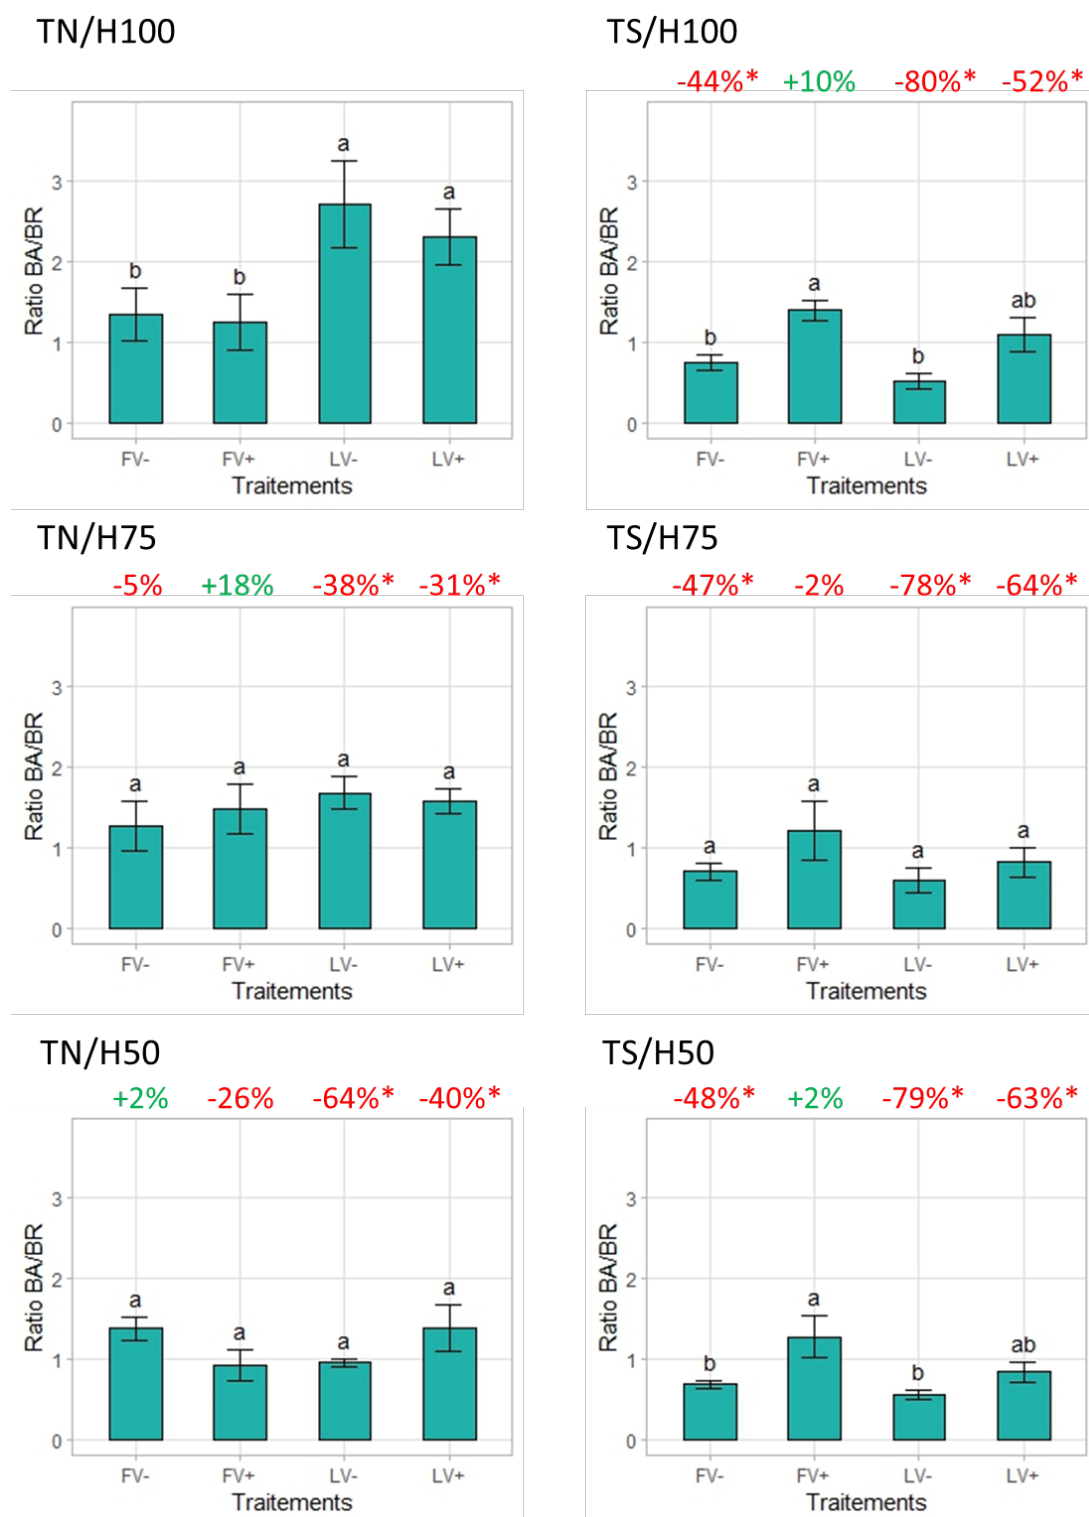 TN/H100
Ratio BA/BR
3
2
1
0
b
b
a
a
FV-
FV+
LV-
LV+
Traitements
TS/H100
-44%* +10% -80%* -52%*
Ratio BA/BR
3
2
1
0
b
a
b
ab
FV-
FV+
LV-
LV+
Traitements
TN/H75
-5% +18% -38%* -31%*
Ratio BA/BR
3
2
1
0
a
a
a
a
FV-
FV+
LV-
LV+
Traitements
TS/H75
-47%* -2% -78%* -64%*
Ratio BA/BR
3
2
1
0
a
a
a
a
FV-
FV+
LV-
LV+
Traitements
TN/H50
+2% -26% -64%* -40%*
Ratio BA/BR
3
2
1
0
a
a
a
a
FV-
FV+
LV-
LV+
Traitements
TS/H50
-48%* +2% -79%* -63%*
Ratio BA/BR
3
2
1
0
b
a
b
ab
FV-
FV+
LV-
LV+
Traitements